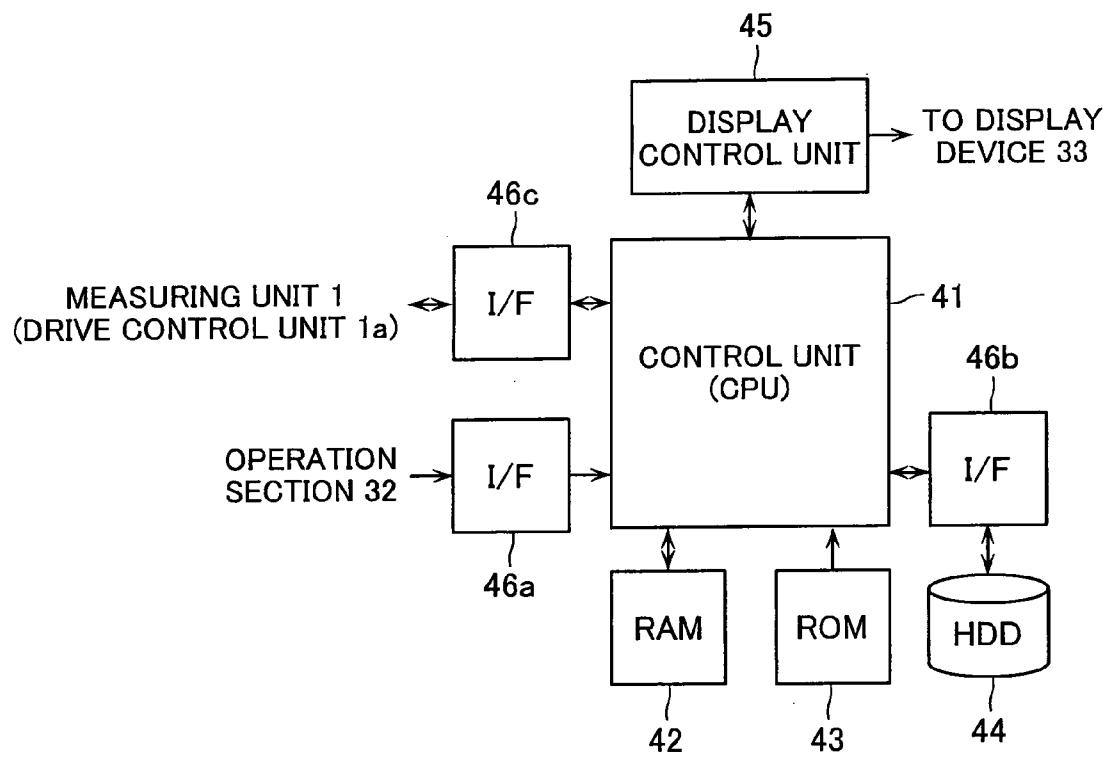 45
DISPLAY
CONTROL UNIT
TO DISPLAY
DEVICE 33
46c
I/F
MEASURING UNIT 1
(DRIVE CONTROL UNIT 1a)
41
CONTROL UNIT
(CPU)
46b
I/F
OPERATION
SECTION 32
I/F
46a
RAM
ROM
HDD
42
43
44